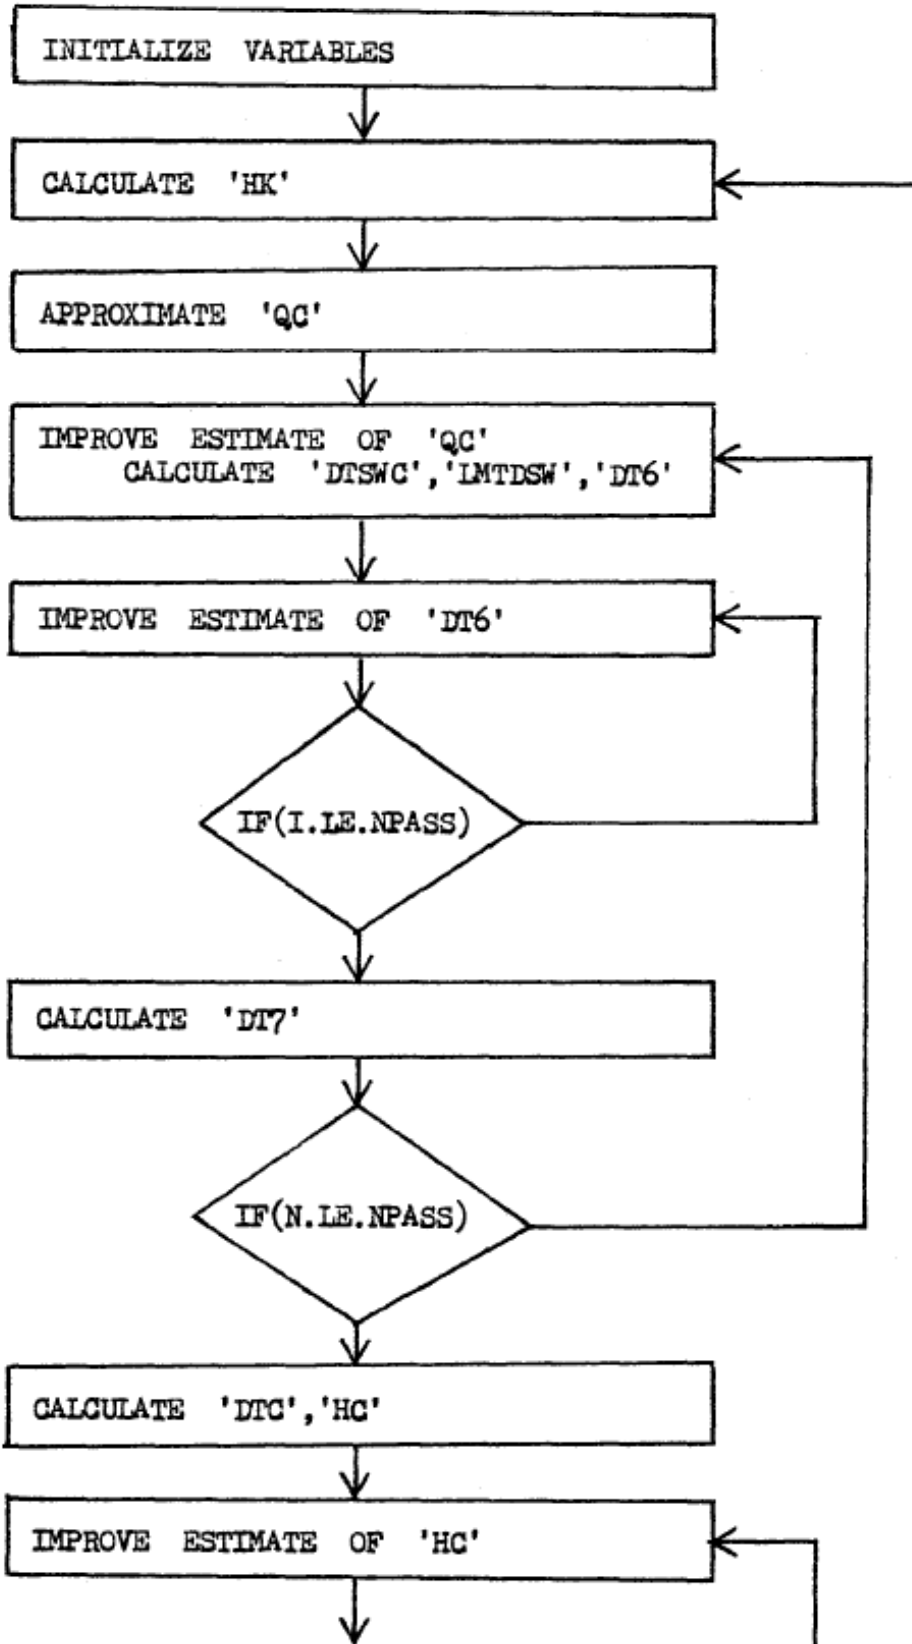 INITIALIZE VARIABLES
CALCULATE 'HK'
APPROXIMATE 'QC'
IMPROVE ESTIMATE OF 'QC'
CALCULATE 'DTSWC','LMTDSW','DT6'
IMPROVE ESTIMATE OF 'DT6'
IF(I.LE.NPASS)
CALCULATE 'DT7'
IF(N.LE.NPASS)
CALCULATE 'DTC','HC'
IMPROVE ESTIMATE OF 'HC'